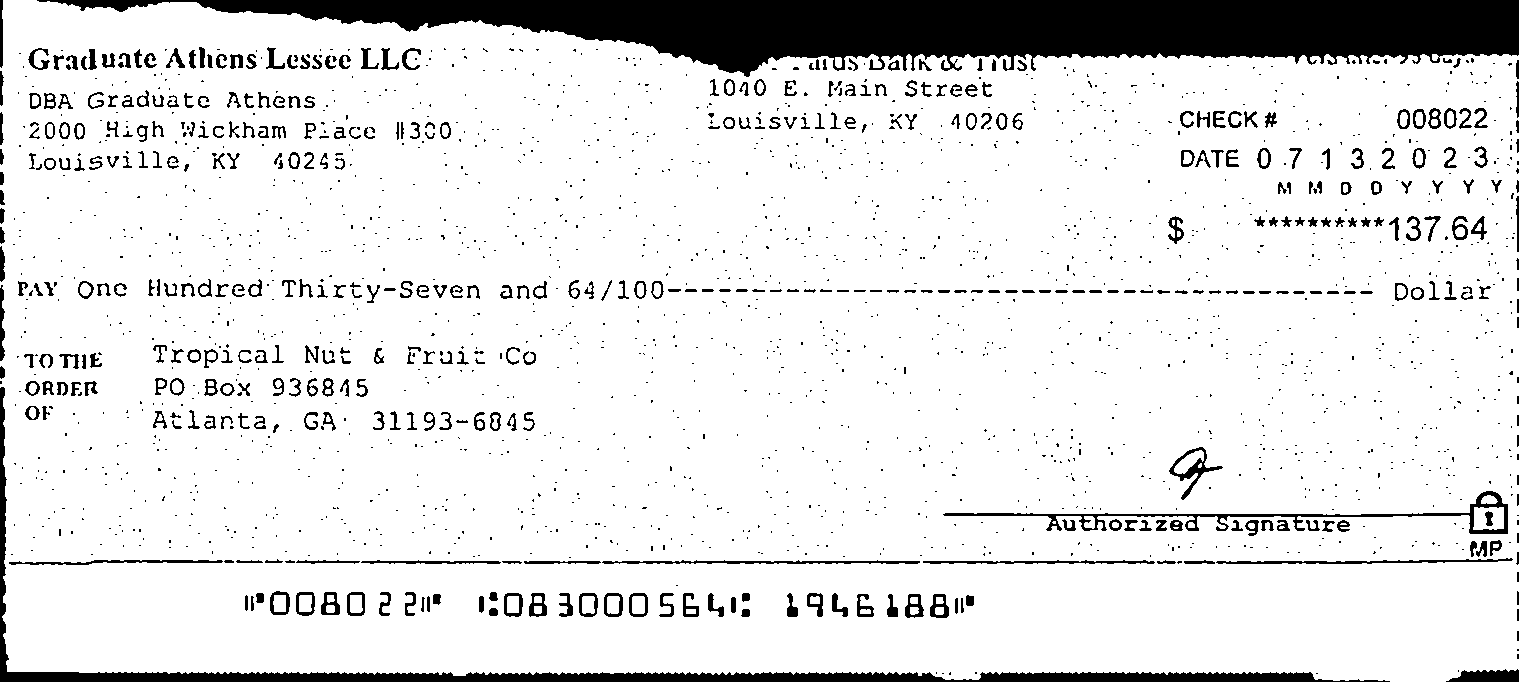 Graduate Athens Lessee LLC
DBA Graduate Athens
2000 High Wickham Place #300
Louisville, KY 40245
Bank & Trust
1040 E. Main Street
Louisville, KY 40206
CHECK # 008022
DATE 0 7 1 3 2 0 2 3
M M D D Y Y Y Y
$ **********137.64
PAY One Hundred Thirty-Seven and 64/100--------------------------------------------- Dollar
TO THE ORDER OF
Tropical Nut & Fruit Co
PO Box 936845
Atlanta, GA 31193-6845
Authorized Signature
MP
⑈008022⑈ ⑆083000564⑆ 1946188⑈